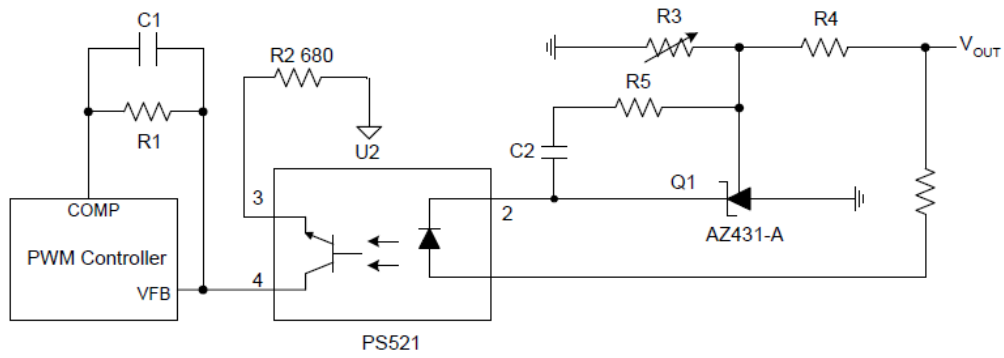 C1
R3
R4
V_OUT
R2 680
R5
R1
U2
C2
Q1
3
2
COMP
AZ431-A
PWM Controller
VFB
4
PS521